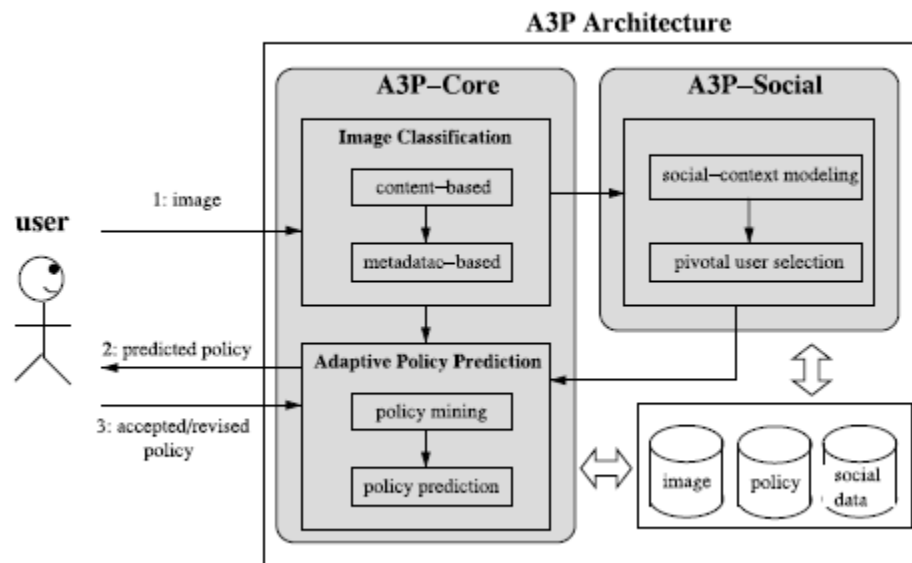 A3P Architecture
A3P–Core
A3P–Social
Image Classification
content–based
metadatac–based
social–context modeling
pivotal user selection
1: image
user
2: predicted policy
3: accepted/revised
policy
Adaptive Policy Prediction
policy mining
policy prediction
image
policy
social
data